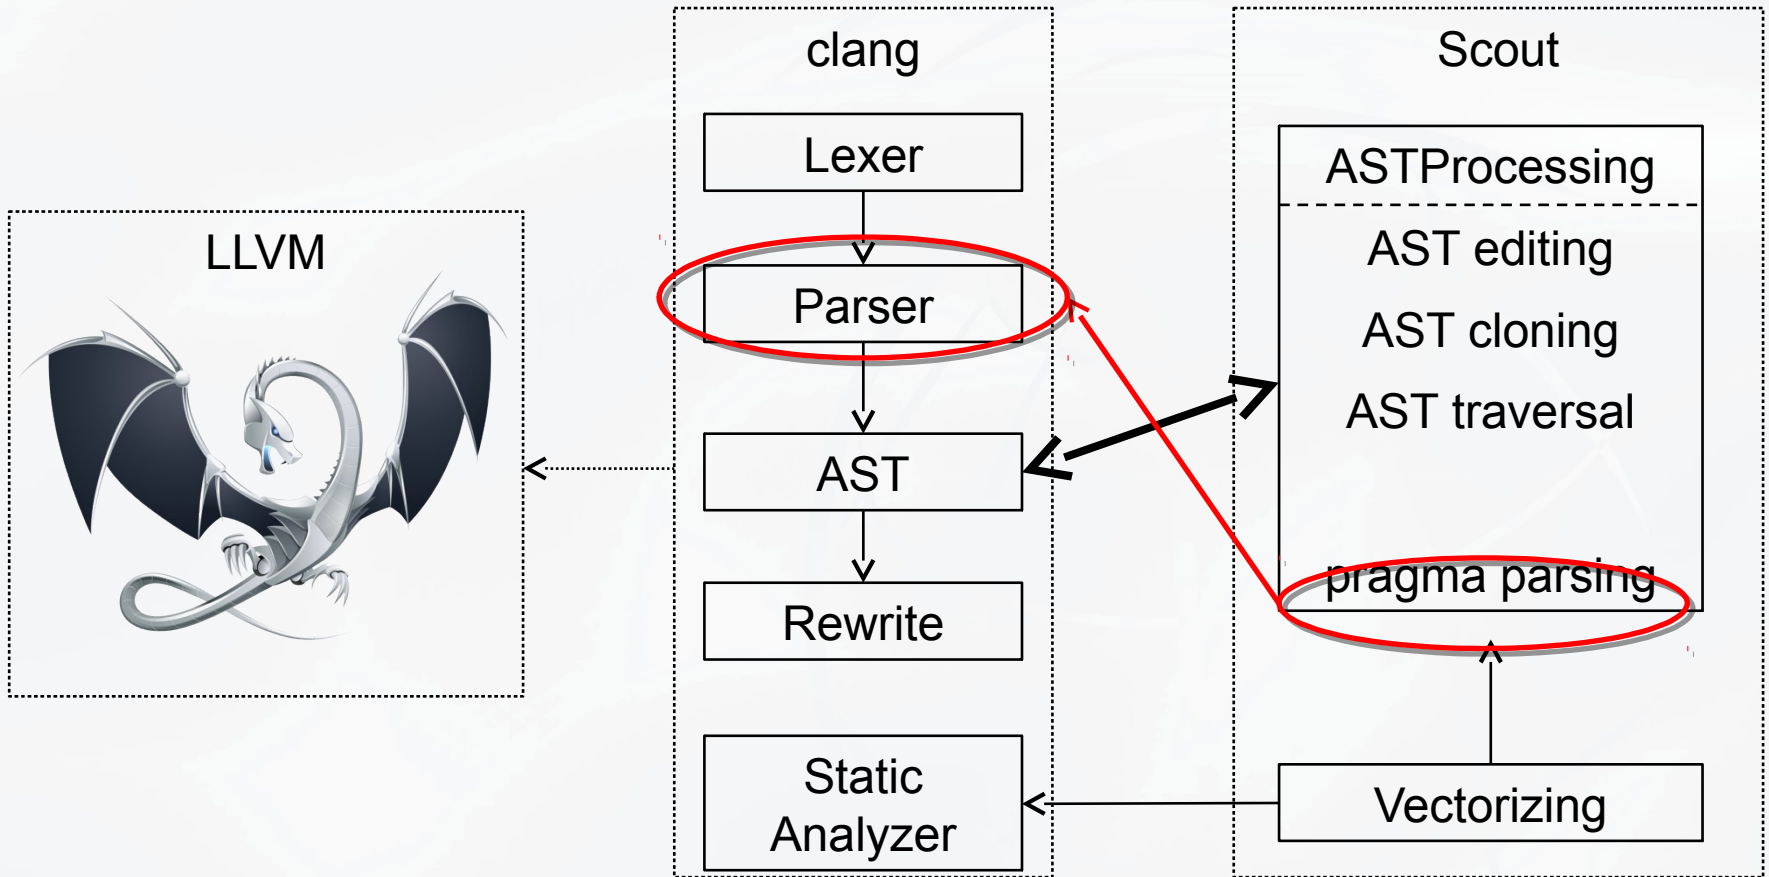 LLVM
clang
Lexer
Parser
AST
Rewrite
Static
Analyzer
Scout
ASTProcessing
AST editing
AST cloning
AST traversal
pragma parsing
Vectorizing